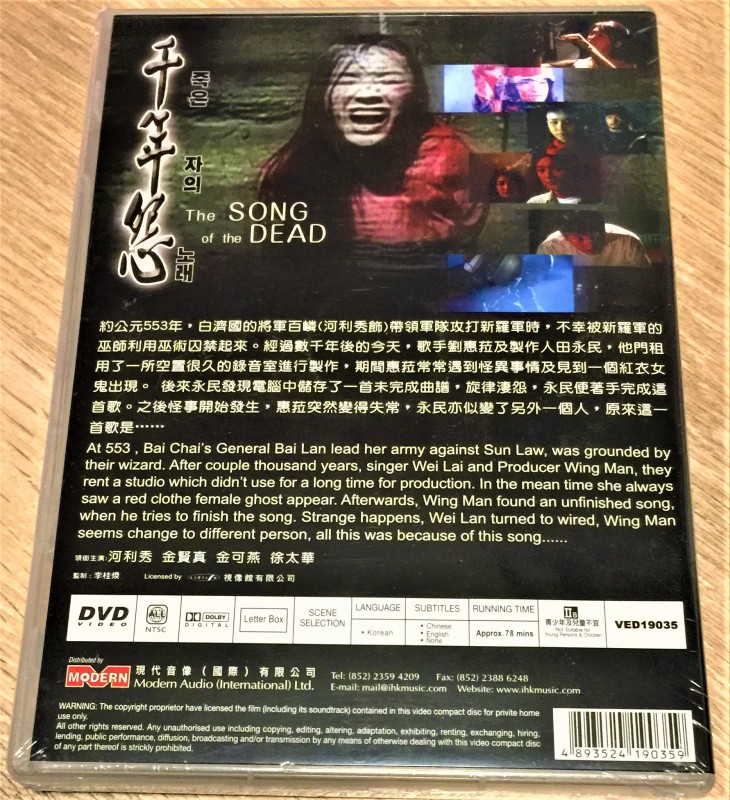 千年怨
죽은
자의
노래
The SONG
of the DEAD
約公元553年，白濟國的將軍百嶙(河利秀飾)帶領軍隊攻打新羅軍時，不幸被新羅軍的
巫師利用巫術囚禁起來。經過數千年後的今天，歌手劉惠菈及製作人田永民，他門租
用了一所空置很久的錄音室進行製作，期間惠菈常常遇到怪異事情及見到一個紅衣女
鬼出現。 後來永民發現電腦中儲存了一首未完成曲譜，旋律淒怨，永民便著手完成這
首歌。之後怪事開始發生，惠菈突然變得失常，永民亦似變了另外一個人，原來這一
首歌是……
At 553 , Bai Chai's General Bai Lan lead her army against Sun Law, was grounded by
their wizard. After couple thousand years, singer Wei Lai and Producer Wing Man, they
rent a studio which didn't use for a long time for production. In the mean time she always
saw a red clothe female ghost appear. Afterwards, Wing Man found an unfinished song,
when he tries to finish the song. Strange happens, Wei Lan turned to wired, Wing Man
seems change to different person, all this was because of this song......
領銜主演:河利秀 金賢真 金可燕 徐太華
監制: 李桂煥 Licensed by 視像館有限公司
DVD VIDEO
ALL NTSC
DOLBY DIGITAL
Letter Box
SCENE SELECTION
LANGUAGE
• Korean
SUBTITLES
• Chinese
• English
• None
RUNNING TIME
Approx. 78 mins
IIB
青少年及兒童不宜
Not Suitable for
Young Persons & Children
VED19035
Distributed by
MODERN
現代音像（國際）有限公司
Modern Audio (International) Ltd.
Tel: (852) 2359 4209 Fax: (852) 2388 6248
E-mail: mail@ihkmusic.com Website: www.ihkmusic.com
WARNING: The copyright proprietor have licensed the film (including its soundtrack) contained in this video compact disc for privite home
use only.
All other rights reserved. Any unauthorised use including copying, editing, altering, adaptation, exhibiting, renting, exchanging, hiring,
lending, public performance, diffusion, broadcasting and/or transmission by any means of otherwise dealing with this video compact disc
of any part thereof is strictly prohibited.
4 893524 190359